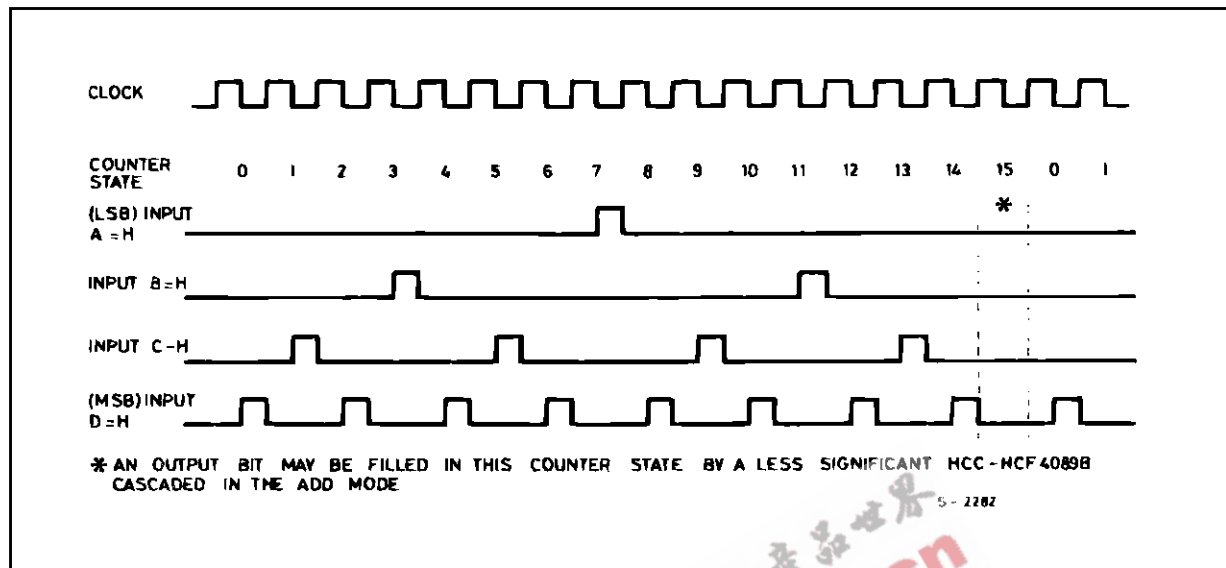 CLOCK
COUNTER STATE 0 1 2 3 4 5 6 7 8 9 10 11 12 13 14 15 0 1
(LSB) INPUT *
A = H
INPUT B = H
INPUT C - H
(MSB) INPUT
D = H
* AN OUTPUT BIT MAY BE FILLED IN THIS COUNTER STATE BY A LESS SIGNIFICANT HCC - HCF 4089B
CASCADED IN THE ADD MODE
S - 2282